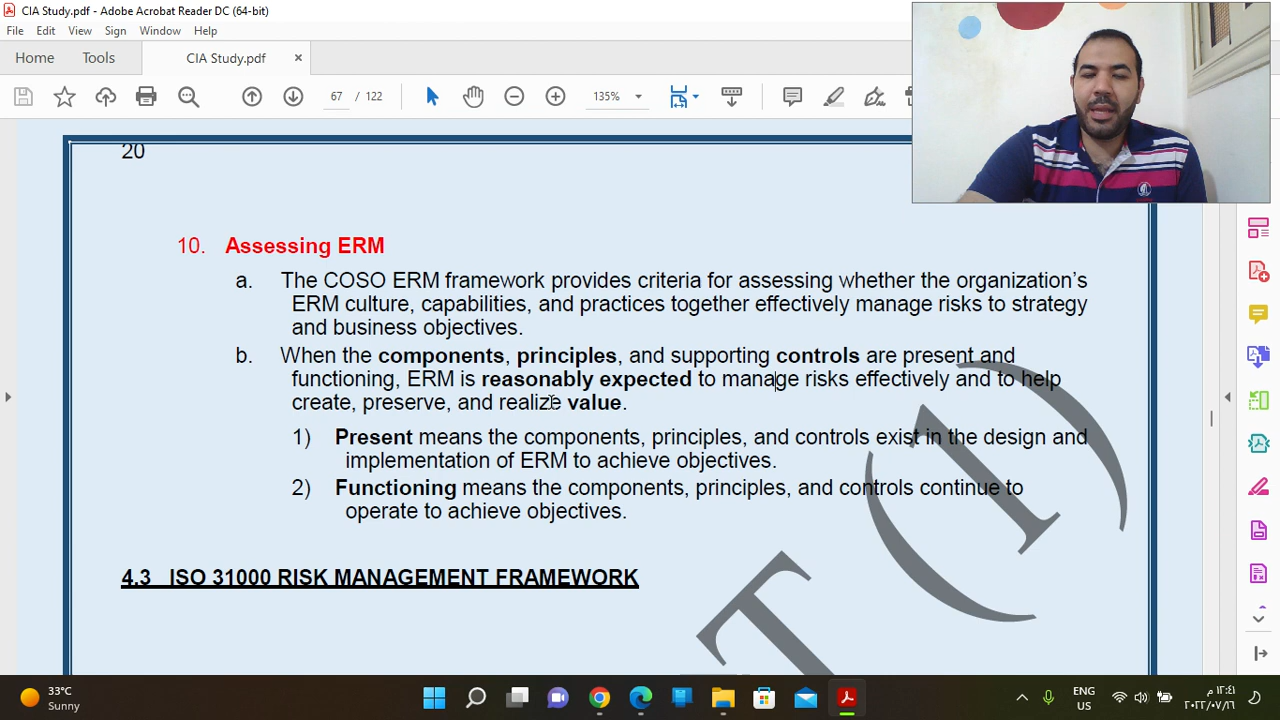 CIA Study.pdf - Adobe Acrobat Reader DC (64-bit)
File Edit View Sign Window Help
Home Tools CIA Study.pdf ×
67 / 122 135%
20
10. Assessing ERM
a. The COSO ERM framework provides criteria for assessing whether the organization's
ERM culture, capabilities, and practices together effectively manage risks to strategy
and business objectives.
b. When the components, principles, and supporting controls are present and
functioning, ERM is reasonably expected to manage risks effectively and to help
create, preserve, and realize value.
1) Present means the components, principles, and controls exist in the design and
implementation of ERM to achieve objectives.
2) Functioning means the components, principles, and controls continue to
operate to achieve objectives.
4.3 ISO 31000 RISK MANAGEMENT FRAMEWORK
T (I)
33°C
Sunny
ENG
US
١٢:٤١ م
٢٠٢٢/٠٧/١٦